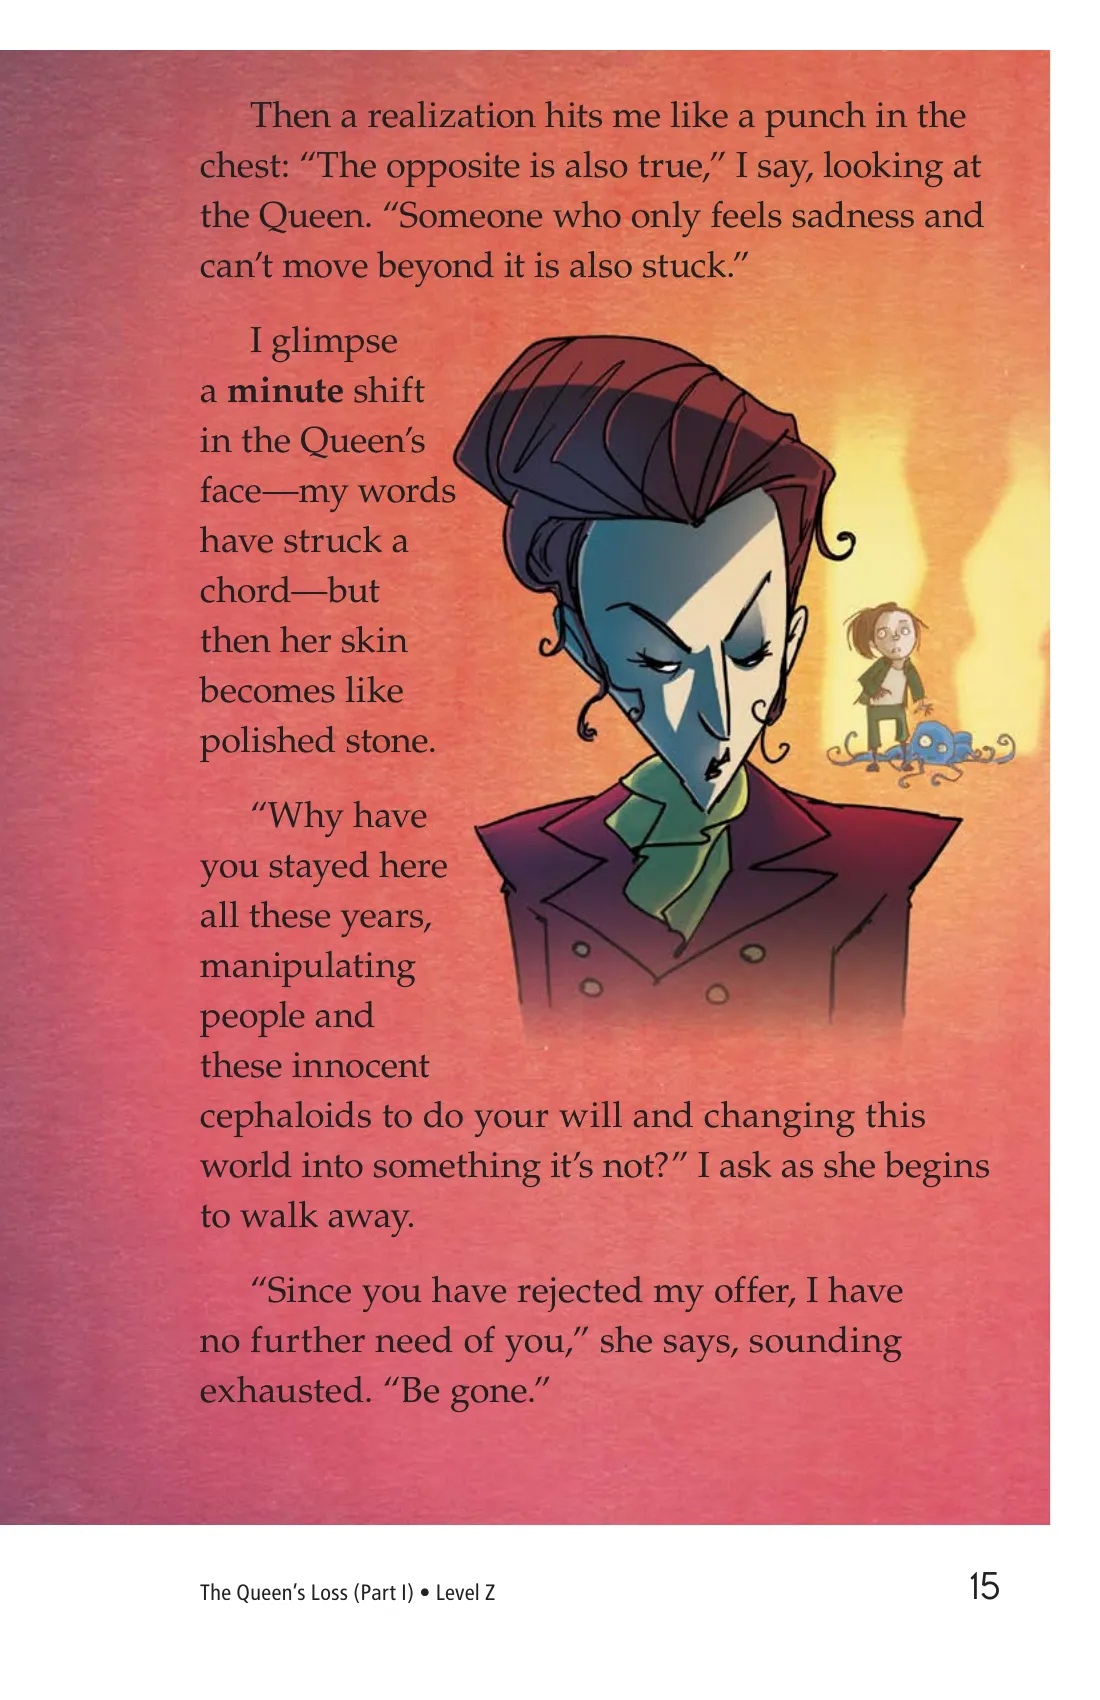 Then a realization hits me like a punch in the
chest: “The opposite is also true,” I say, looking at
the Queen. “Someone who only feels sadness and
can’t move beyond it is also stuck.”
I glimpse
a minute shift
in the Queen’s
face—my words
have struck a
chord—but
then her skin
becomes like
polished stone.
“Why have
you stayed here
all these years,
manipulating
people and
these innocent
cephaloids to do your will and changing this
world into something it’s not?” I ask as she begins
to walk away.
“Since you have rejected my offer, I have
no further need of you,” she says, sounding
exhausted. “Be gone.”
The Queen’s Loss (Part I) • Level Z
15